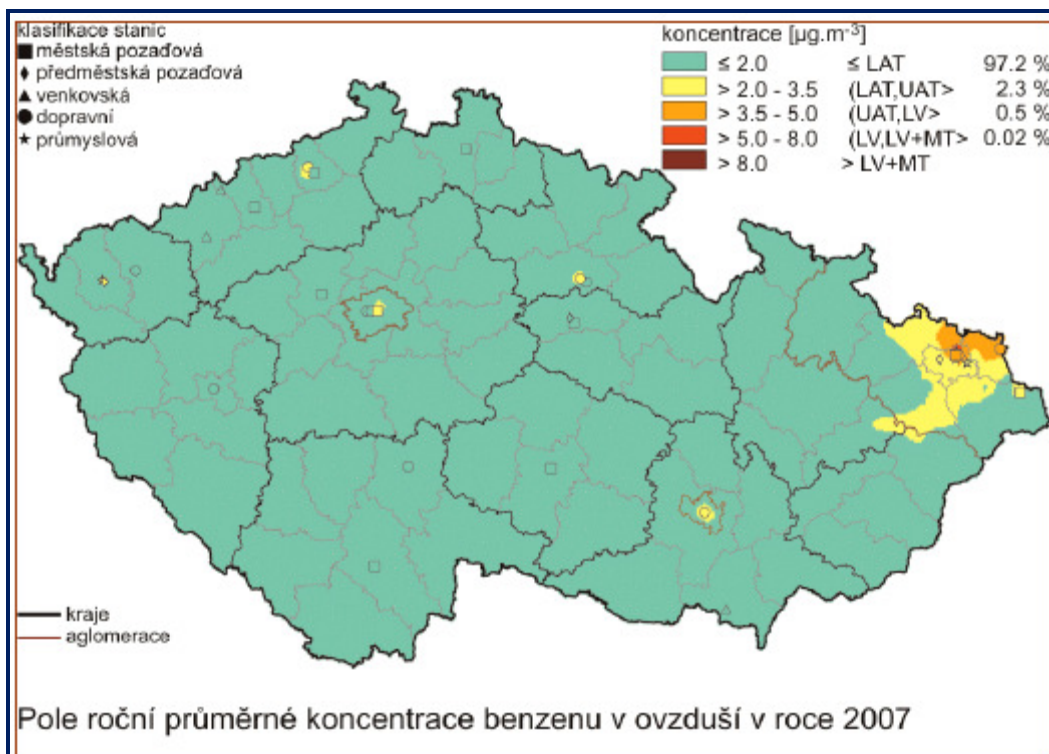 klasifikace stanic
městská pozaďová
předměstská pozaďová
venkovská
dopravní
průmyslová
koncentrace [µg.m-³]
≤ 2.0 ≤ LAT 97.2 %
> 2.0 - 3.5 (LAT,UAT> 2.3 %
> 3.5 - 5.0 (UAT,LV> 0.5 %
> 5.0 - 8.0 (LV,LV+MT> 0.02 %
> 8.0 > LV+MT
kraje
aglomerace
Pole roční průměrné koncentrace benzenu v ovzduší v roce 2007